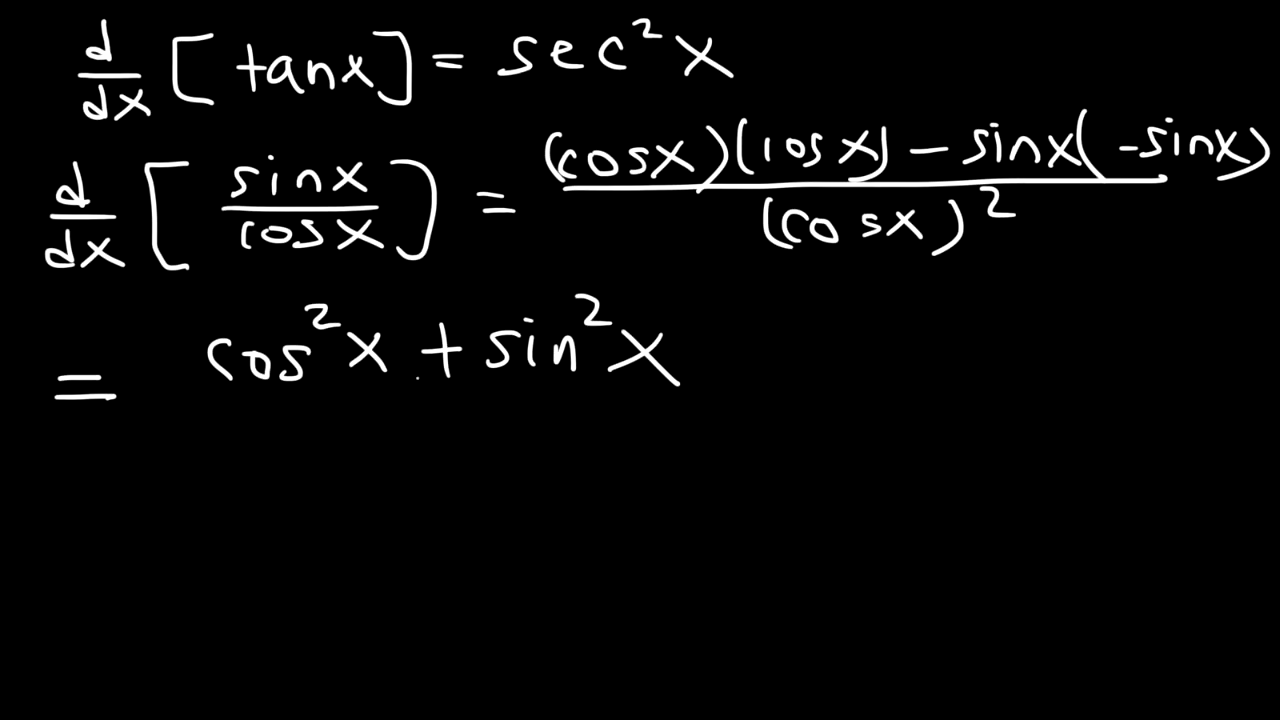 d/dx [tanx] = sec²x
d/dx [sinx/cosx] = (cosx)(cosx) - sinx(-sinx)/(cosx)²
= cos²x + sin²x